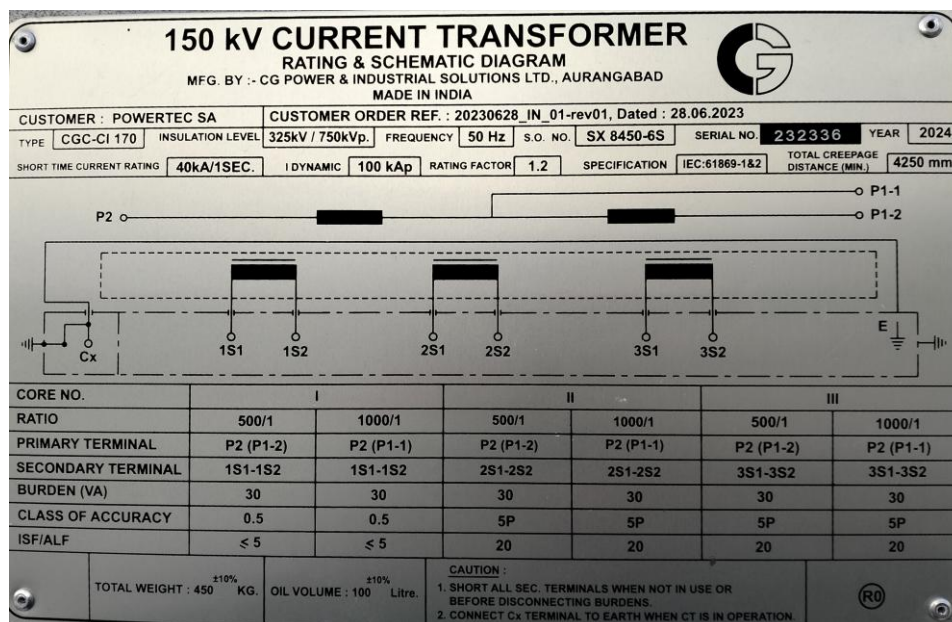 150 kV CURRENT TRANSFORMER
RATING & SCHEMATIC DIAGRAM
MFG. BY :- CG POWER & INDUSTRIAL SOLUTIONS LTD., AURANGABAD
MADE IN INDIA
CUSTOMER : POWERTEC SA CUSTOMER ORDER REF. : 20230628_IN_01-rev01, Dated : 28.06.2023
TYPE CGC-CI 170 INSULATION LEVEL 325kV / 750kVp. FREQUENCY 50 Hz S.O. NO. SX 8450-6S SERIAL NO. 232336 YEAR 2024
SHORT TIME CURRENT RATING 40kA/1SEC. I DYNAMIC 100 kAp RATING FACTOR 1.2 SPECIFICATION IEC:61869-1&2 TOTAL CREEPAGE DISTANCE (MIN.) 4250 mm
P1-1
P2 P1-2
E
Cx 1S1 1S2 2S1 2S2 3S1 3S2
CORE NO. I II III
RATIO 500/1 1000/1 500/1 1000/1 500/1 1000/1
PRIMARY TERMINAL P2 (P1-2) P2 (P1-1) P2 (P1-2) P2 (P1-1) P2 (P1-2) P2 (P1-1)
SECONDARY TERMINAL 1S1-1S2 1S1-1S2 2S1-2S2 2S1-2S2 3S1-3S2 3S1-3S2
BURDEN (VA) 30 30 30 30 30 30
CLASS OF ACCURACY 0.5 0.5 5P 5P 5P 5P
ISF/ALF ⩽ 5 ⩽ 5 20 20 20 20
TOTAL WEIGHT : 450 ±10% KG. OIL VOLUME : 100 ±10% Litre.
CAUTION :
1. SHORT ALL SEC. TERMINALS WHEN NOT IN USE OR
BEFORE DISCONNECTING BURDENS.
2. CONNECT Cx TERMINAL TO EARTH WHEN CT IS IN OPERATION.
R0